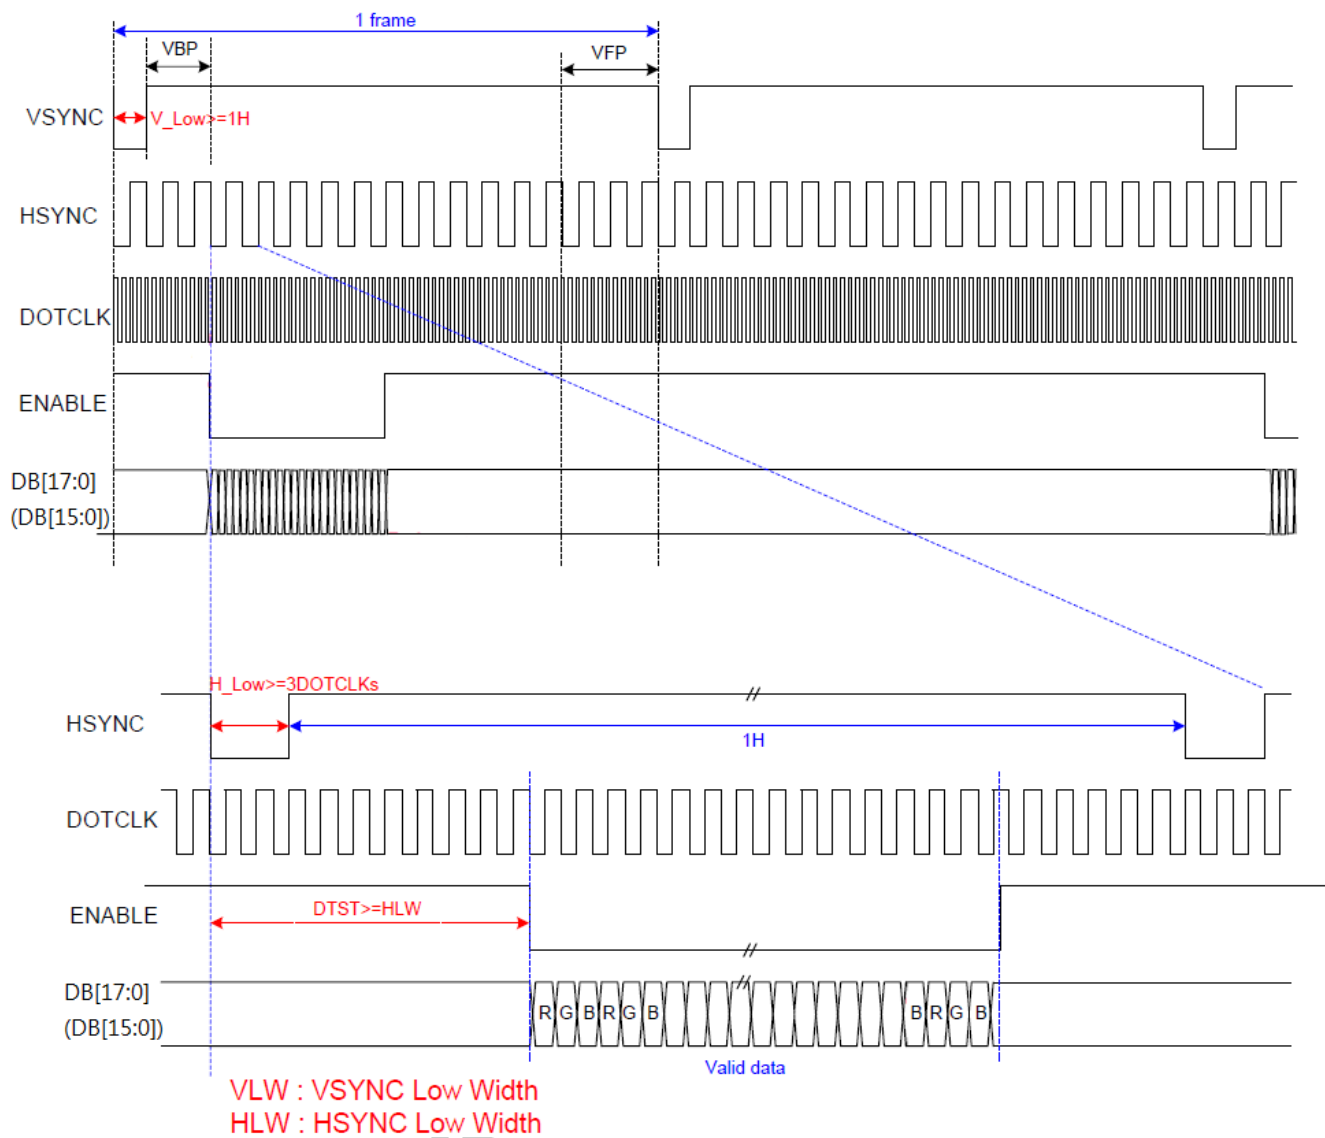 1 frame
VBP
VFP
VSYNC
V_Low>=1H
HSYNC
DOTCLK
ENABLE
DB[17:0]
(DB[15:0])
H_Low>=3DOTCLKs
HSYNC
1H
DOTCLK
ENABLE
DTST>=HLW
DB[17:0]
(DB[15:0])
R G B R G B B R G B
Valid data
VLW : VSYNC Low Width
HLW : HSYNC Low Width